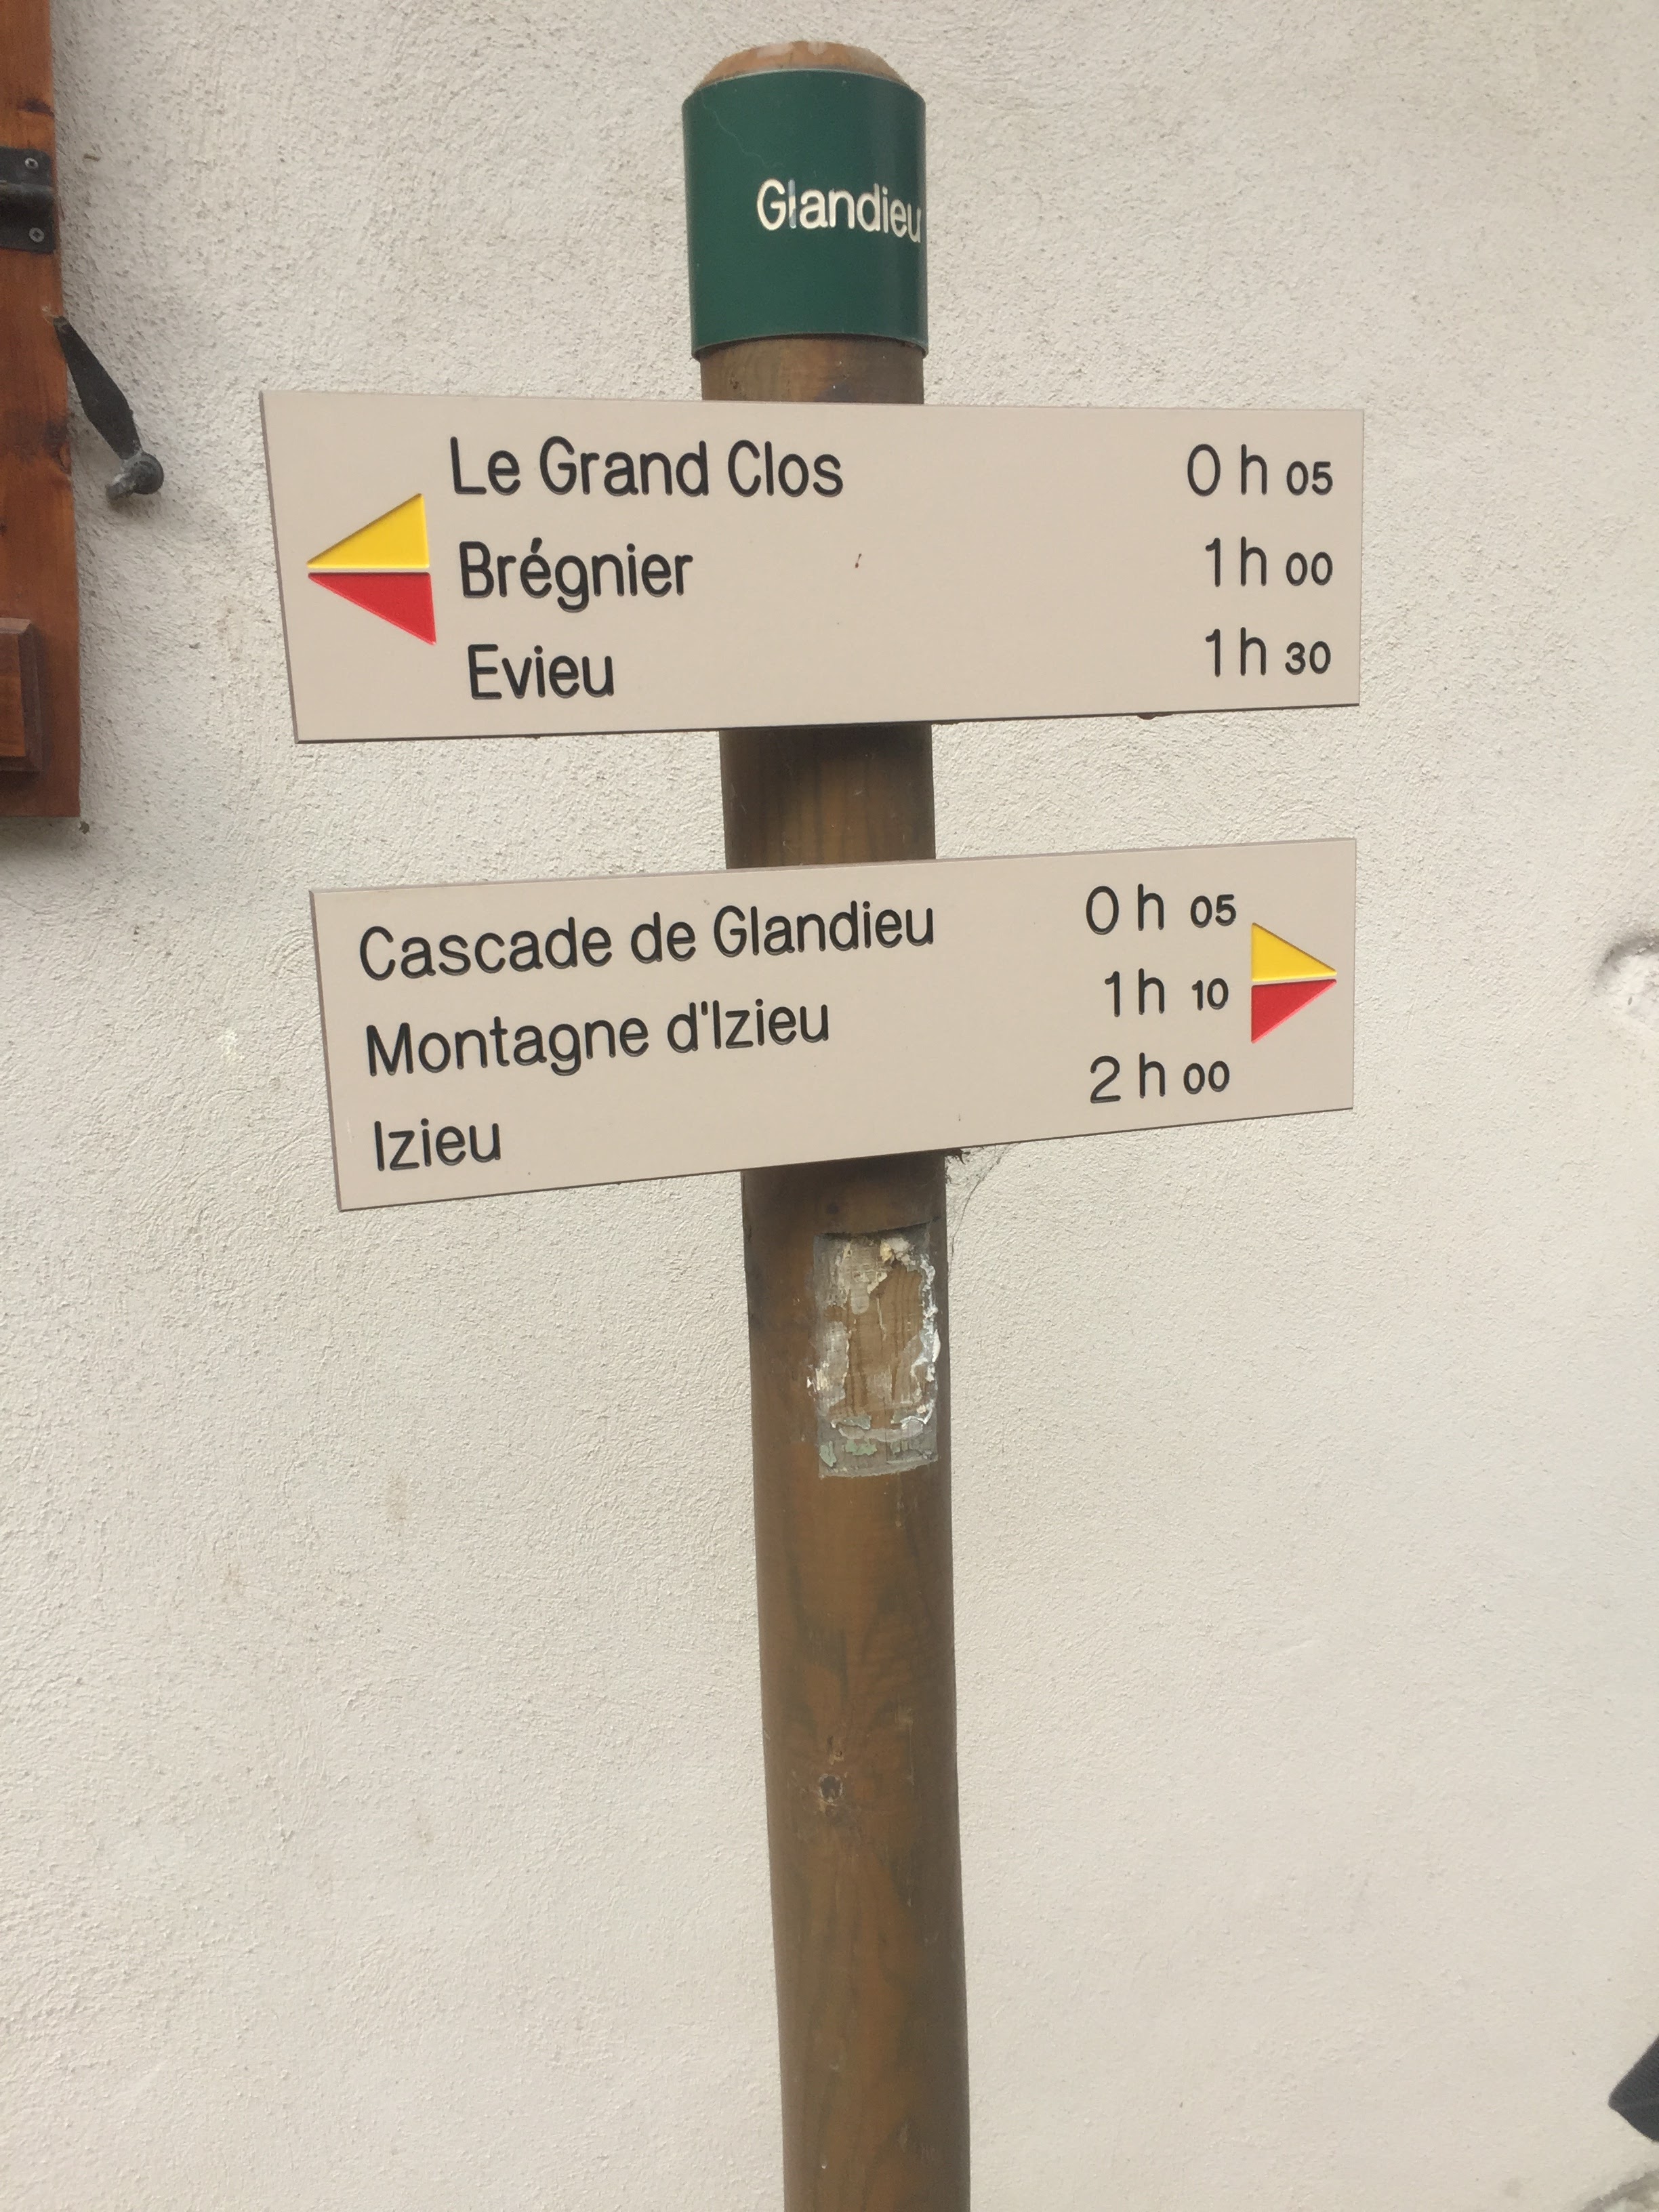 Glandieu
Le Grand Clos 0 h 05
Brégnier 1 h 00
Evieu 1 h 30
Cascade de Glandieu 0 h 05
Montagne d'Izieu 1 h 10
Izieu 2 h 00